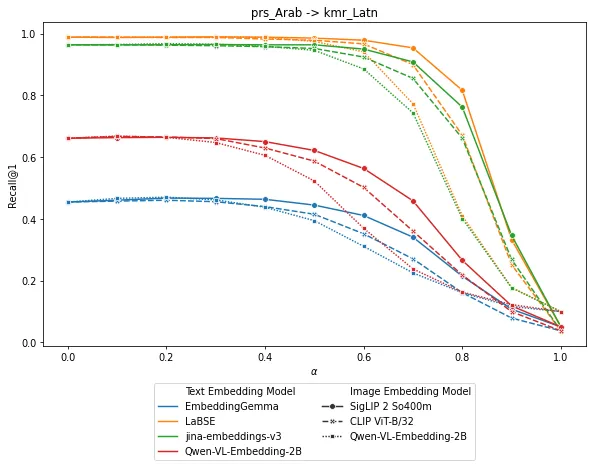 prs_Arab -> kmr_Latn
Recall@1
1.0
0.8
0.6
0.4
0.2
0.0
0.0 0.2 0.4 0.6 0.8 1.0
α
Text Embedding Model
EmbeddingGemma
LaBSE
jina-embeddings-v3
Qwen-VL-Embedding-2B
Image Embedding Model
SigLIP 2 So400m
CLIP ViT-B/32
Qwen-VL-Embedding-2B